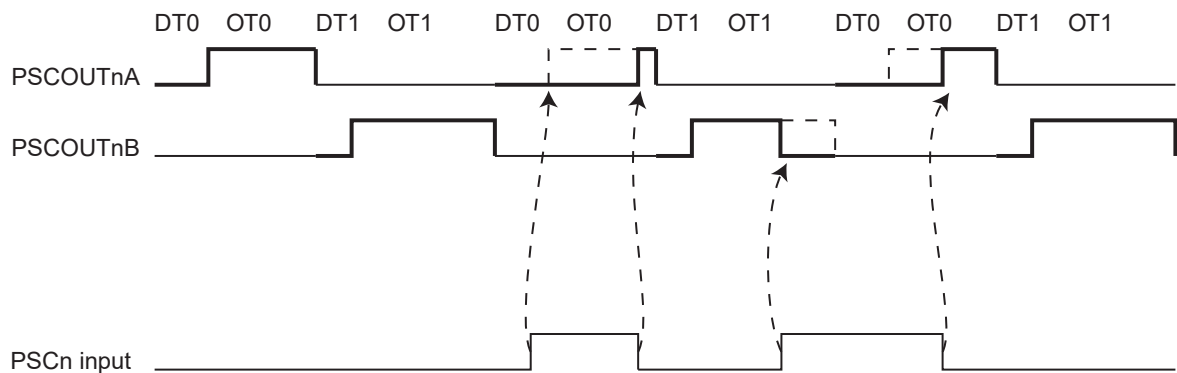 DT0 OT0 DT1 OT1 DT0 OT0 DT1 OT1 DT0 OT0 DT1 OT1
PSCOUTnA
PSCOUTnB
PSCn input